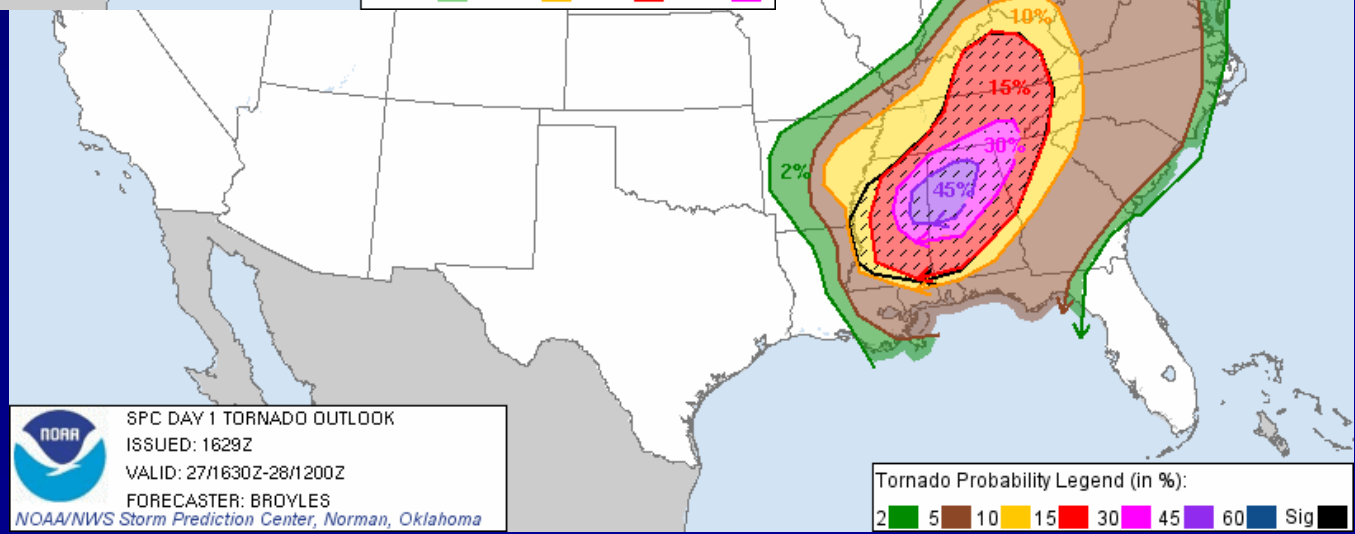 10%
15%
30%
2%
45%
NOAA
SPC DAY 1 TORNADO OUTLOOK
ISSUED: 1629Z
VALID: 27/1630Z-28/1200Z
FORECASTER: BROYLES
NOAA/NWS Storm Prediction Center, Norman, Oklahoma
Tornado Probability Legend (in %):
2 5 10 15 30 45 60 Sig